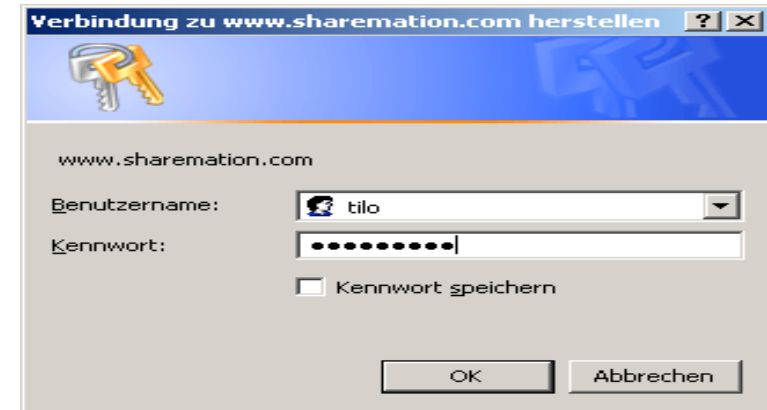 Verbindung zu www.sharemation.com herstellen
www.sharemation.com
Benutzername: tilo
Kennwort: •••••••••
Kennwort speichern
OK Abbrechen